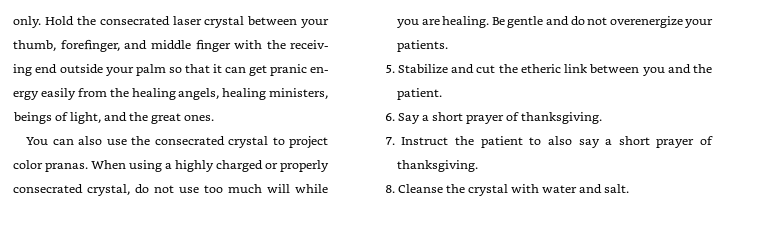 only. Hold the consecrated laser crystal between your
thumb, forefinger, and middle finger with the receiv-
ing end outside your palm so that it can get pranic en-
ergy easily from the healing angels, healing ministers,
beings of light, and the great ones.
You can also use the consecrated crystal to project
color pranas. When using a highly charged or properly
consecrated crystal, do not use too much will while
you are healing. Be gentle and do not overenergize your
patients.
5. Stabilize and cut the etheric link between you and the
patient.
6. Say a short prayer of thanksgiving.
7. Instruct the patient to also say a short prayer of
thanksgiving.
8. Cleanse the crystal with water and salt.